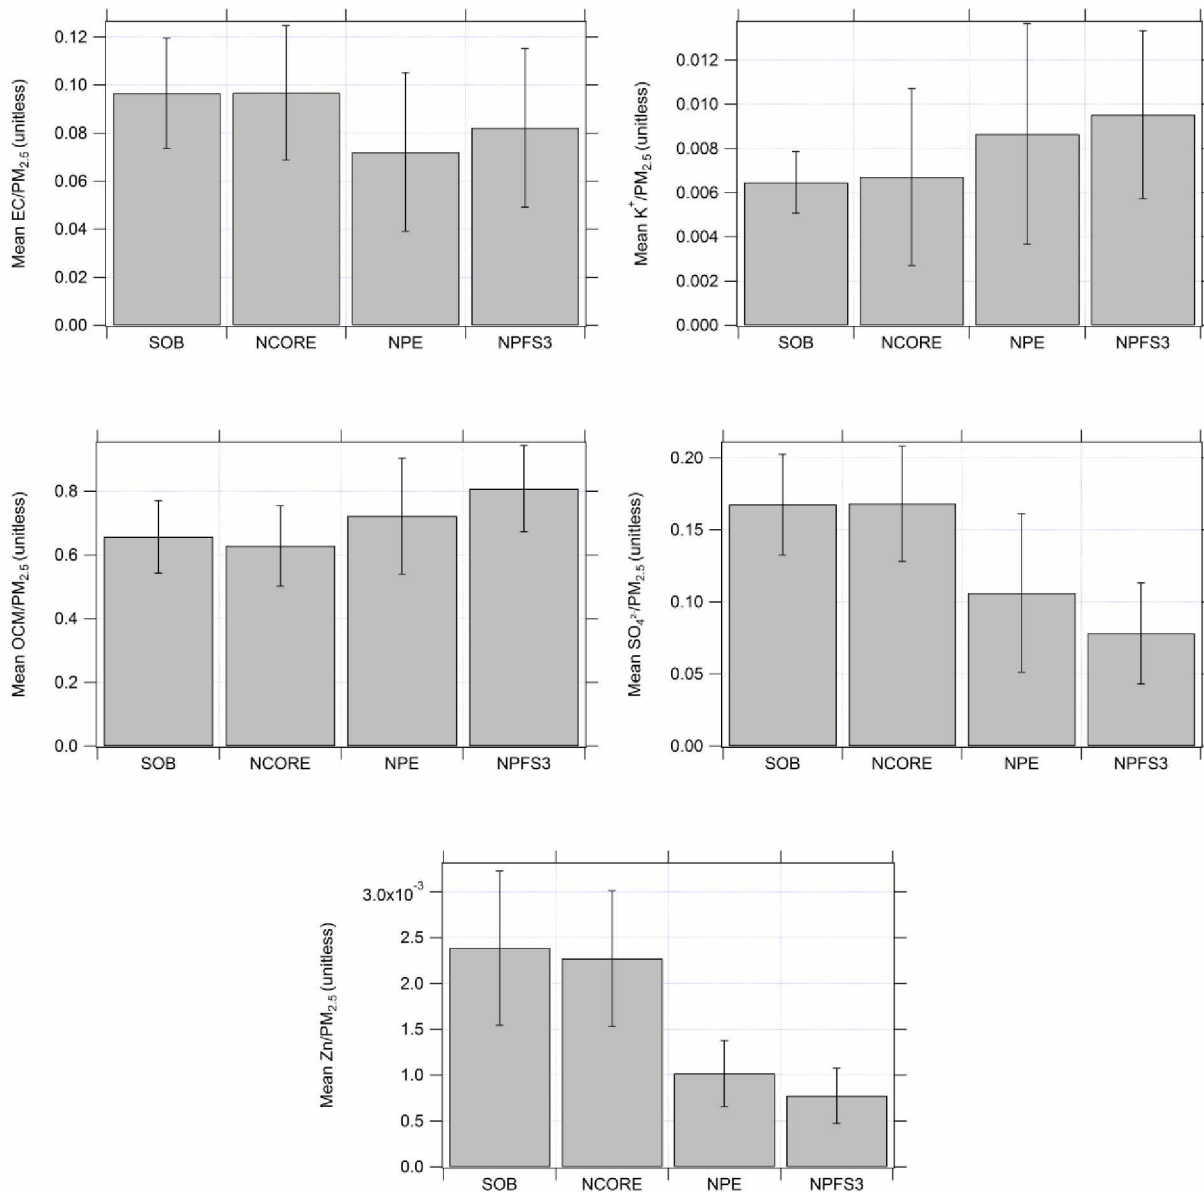 Mean EC/PM2.5 (unitless)
0.12
0.10
0.08
0.06
0.04
0.02
0.00
SOB NCORE NPE NPFS3
Mean K+/PM2.5 (unitless)
0.012
0.010
0.008
0.006
0.004
0.002
0.000
SOB NCORE NPE NPFS3
Mean OCM/PM2.5 (unitless)
0.8
0.6
0.4
0.2
0.0
SOB NCORE NPE NPFS3
Mean SO4²⁻/PM2.5 (unitless)
0.20
0.15
0.10
0.05
0.00
SOB NCORE NPE NPFS3
Mean Zn/PM2.5 (unitless)
3.0x10⁻³
2.5
2.0
1.5
1.0
0.5
0.0
SOB NCORE NPE NPFS3